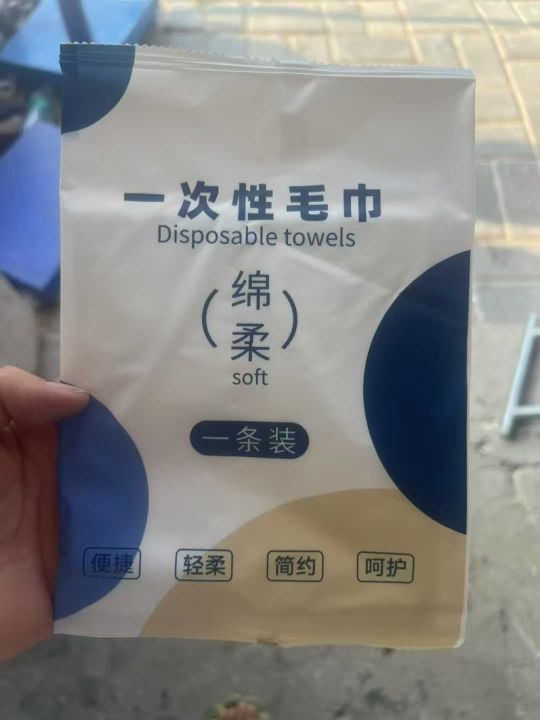 一次性毛巾
Disposable towels
(绵柔)
soft
一条装
便捷 轻柔 简约 呵护